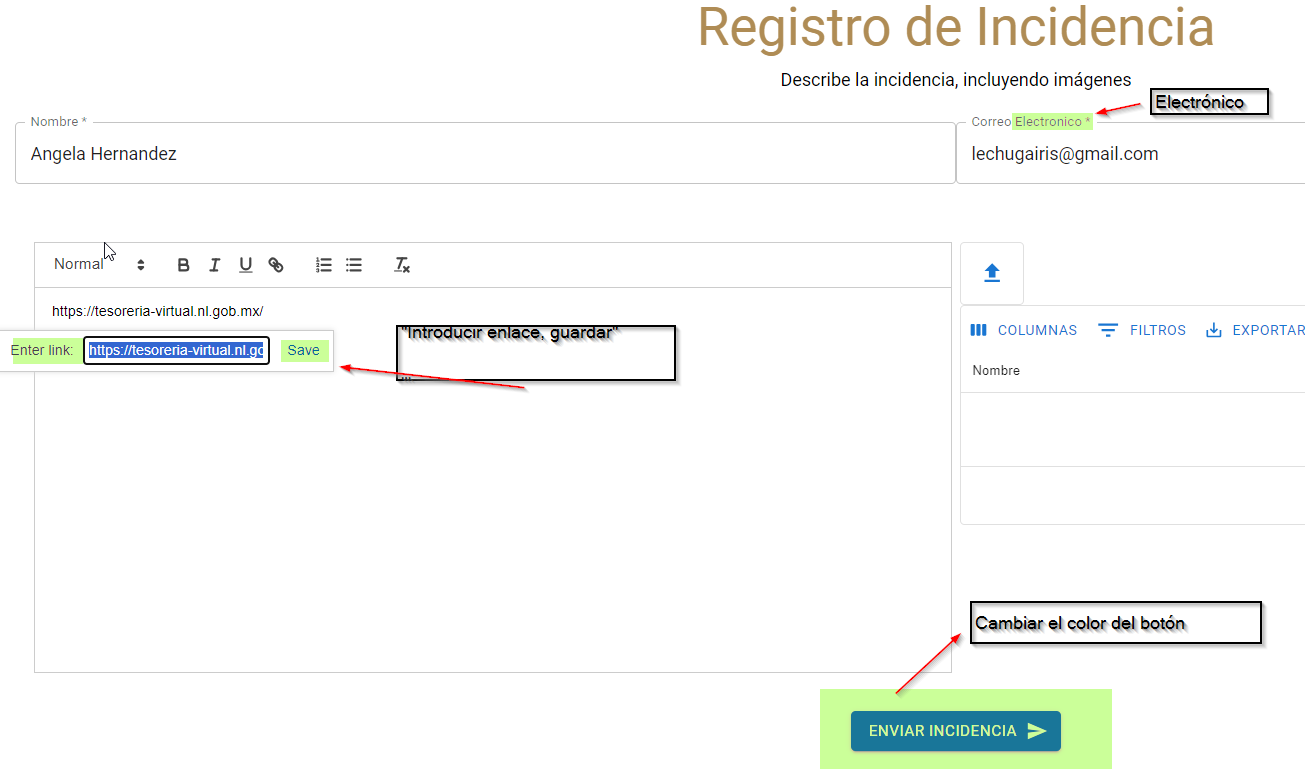 Registro de Incidencia
Describe la incidencia, incluyendo imágenes
Electrónico
Nombre *
Correo Electronico *
Angela Hernandez
lechugairis@gmail.com
Normal
https://tesoreria-virtual.nl.gob.mx/
"Introducir enlace, guardar"
Enter link: https://tesoreria-virtual.nl.go Save
COLUMNAS FILTROS EXPORTAR
Nombre
Cambiar el color del botón
ENVIAR INCIDENCIA